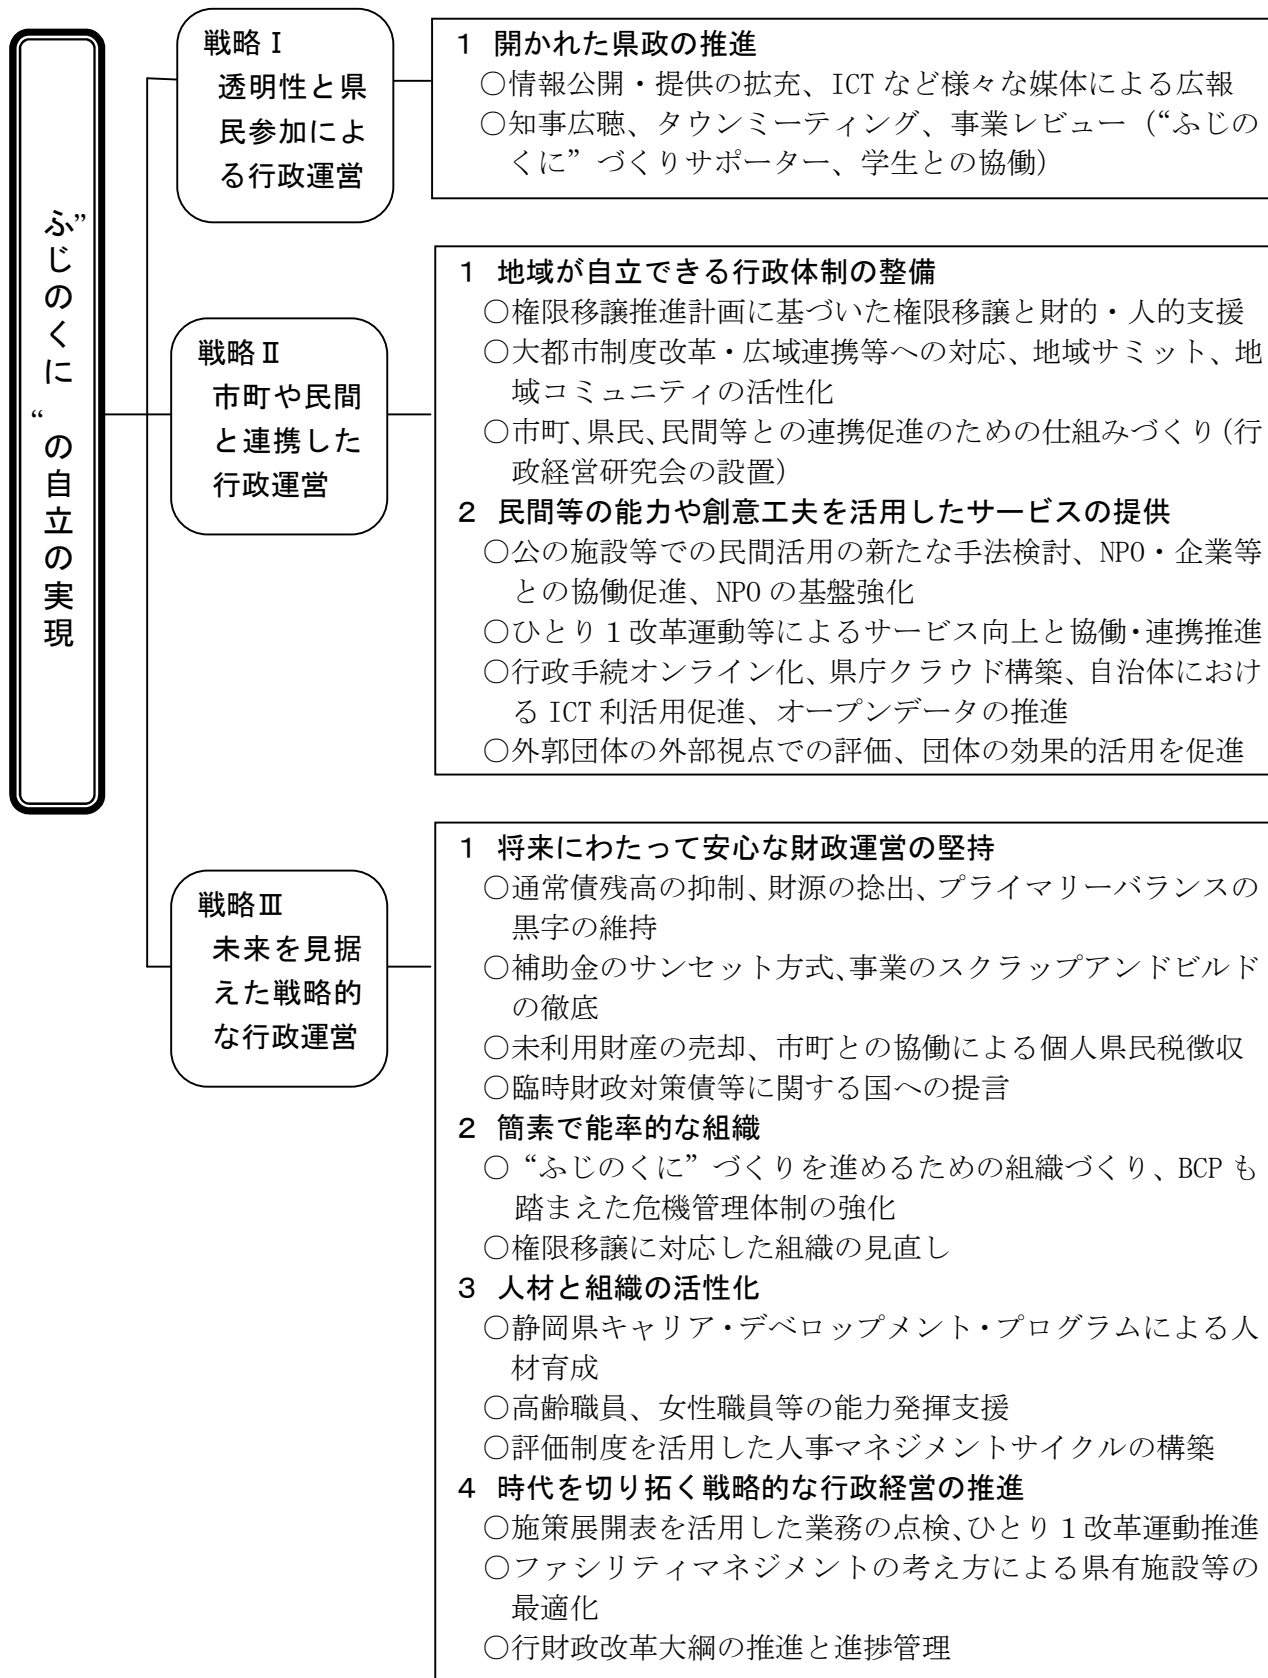 ”ふじのくに“の自立の実現
戦略Ⅰ
透明性と県
民参加によ
る行政運営
1 開かれた県政の推進
○情報公開・提供の拡充、ICTなど様々な媒体による広報
○知事広聴、タウンミーティング、事業レビュー（“ふじの
くに”づくりサポーター、学生との協働）
戦略Ⅱ
市町や民間
と連携した
行政運営
1 地域が自立できる行政体制の整備
○権限移譲推進計画に基づいた権限移譲と財的・人的支援
○大都市制度改革・広域連携等への対応、地域サミット、地
域コミュニティの活性化
○市町、県民、民間等との連携促進のための仕組みづくり（行
政経営研究会の設置）
2 民間等の能力や創意工夫を活用したサービスの提供
○公の施設等での民間活用の新たな手法検討、NPO・企業等
との協働促進、NPOの基盤強化
○ひとり１改革運動等によるサービス向上と協働・連携推進
○行政手続オンライン化、県庁クラウド構築、自治体におけ
るICT利活用促進、オープンデータの推進
○外郭団体の外部視点での評価、団体の効果的活用を促進
戦略Ⅲ
未来を見据
えた戦略的
な行政運営
1 将来にわたって安心な財政運営の堅持
○通常債残高の抑制、財源の捻出、プライマリーバランスの
黒字の維持
○補助金のサンセット方式、事業のスクラップアンドビルド
の徹底
○未利用財産の売却、市町との協働による個人県民税徴収
○臨時財政対策債等に関する国への提言
2 簡素で能率的な組織
○“ふじのくに”づくりを進めるための組織づくり、BCPも
踏まえた危機管理体制の強化
○権限移譲に対応した組織の見直し
3 人材と組織の活性化
○静岡県キャリア・デベロップメント・プログラムによる人
材育成
○高齢職員、女性職員等の能力発揮支援
○評価制度を活用した人事マネジメントサイクルの構築
4 時代を切り拓く戦略的な行政経営の推進
○施策展開表を活用した業務の点検、ひとり１改革運動推進
○ファシリティマネジメントの考え方による県有施設等の
最適化
○行財政改革大綱の推進と進捗管理